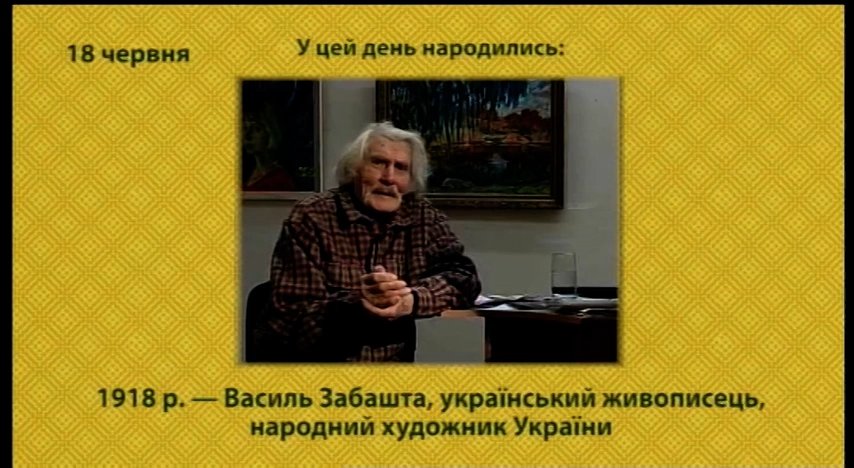 18 червня
У цей день народились:
1918 р. — Василь Забашта, український живописець,
народний художник України